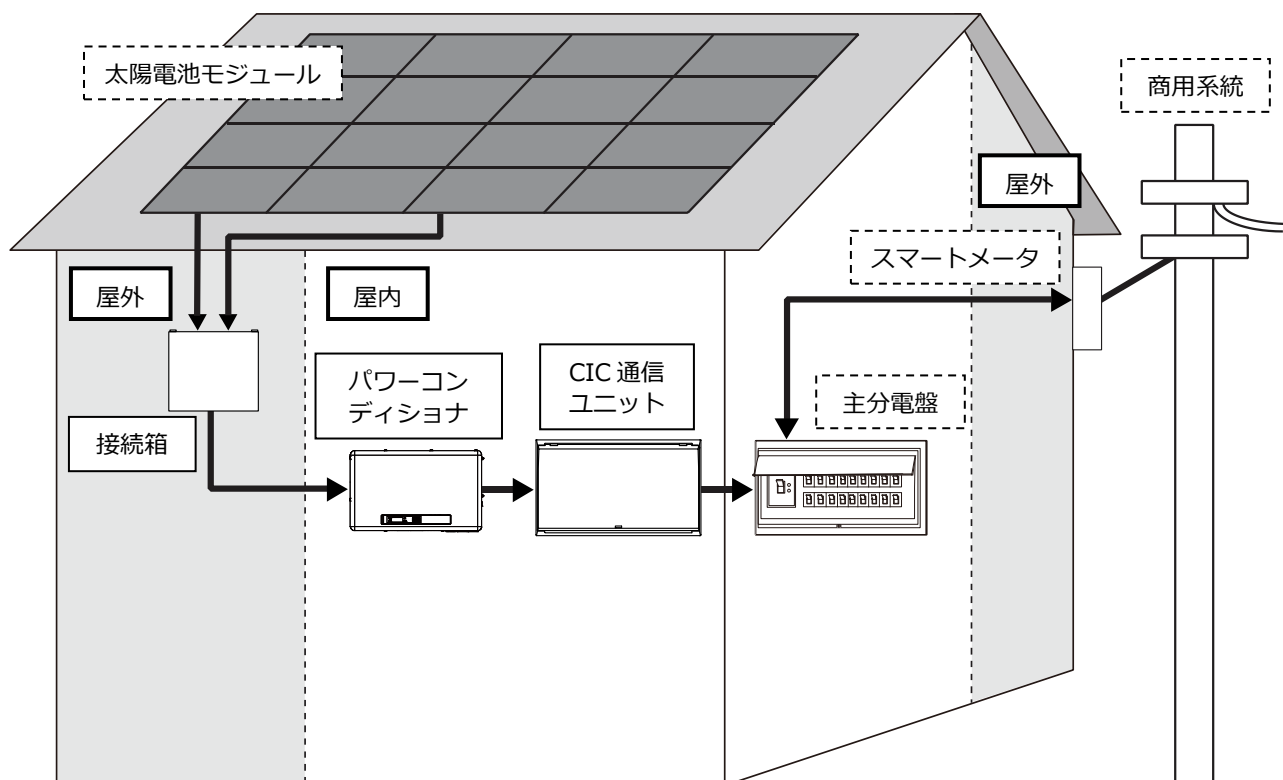 太陽電池モジュール
商用系統
屋外
スマートメータ
屋外
屋内
パワーコン
ディショナ
CIC 通信
ユニット
主分電盤
接続箱